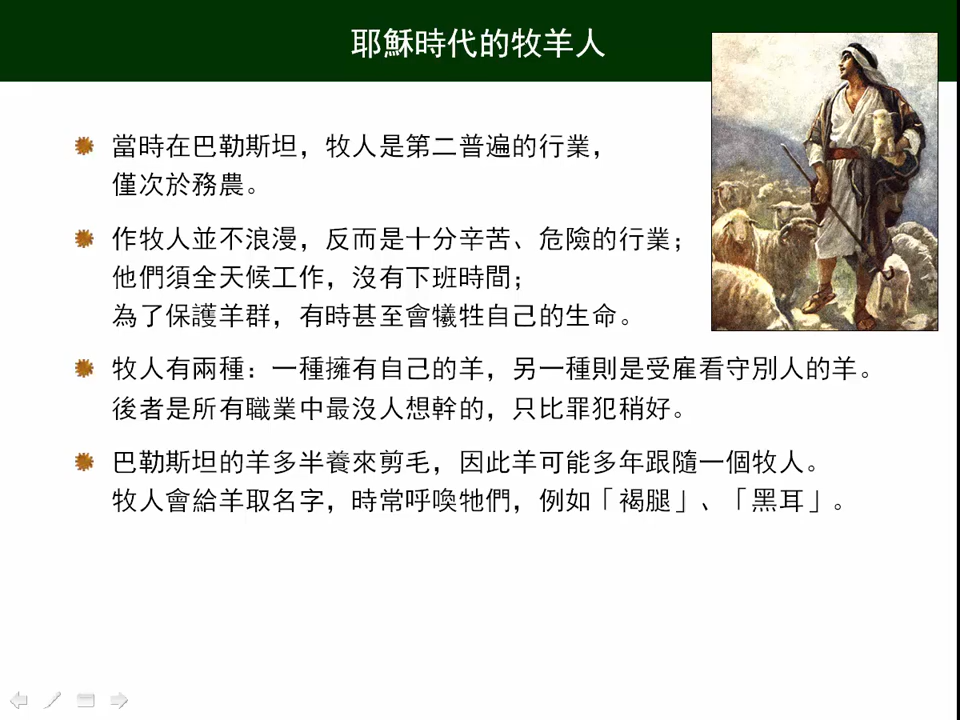 耶穌時代的牧羊人
當時在巴勒斯坦，牧人是第二普遍的行業，
僅次於務農。
作牧人並不浪漫，反而是十分辛苦、危險的行業；
他們須全天候工作，沒有下班時間；
為了保護羊群，有時甚至會犧牲自己的生命。
牧人有兩種：一種擁有自己的羊，另一種則是受雇看守別人的羊。
後者是所有職業中最沒人想幹的，只比罪犯稍好。
巴勒斯坦的羊多半養來剪毛，因此羊可能多年跟隨一個牧人。
牧人會給羊取名字，時常呼喚牠們，例如「褐腿」、「黑耳」。